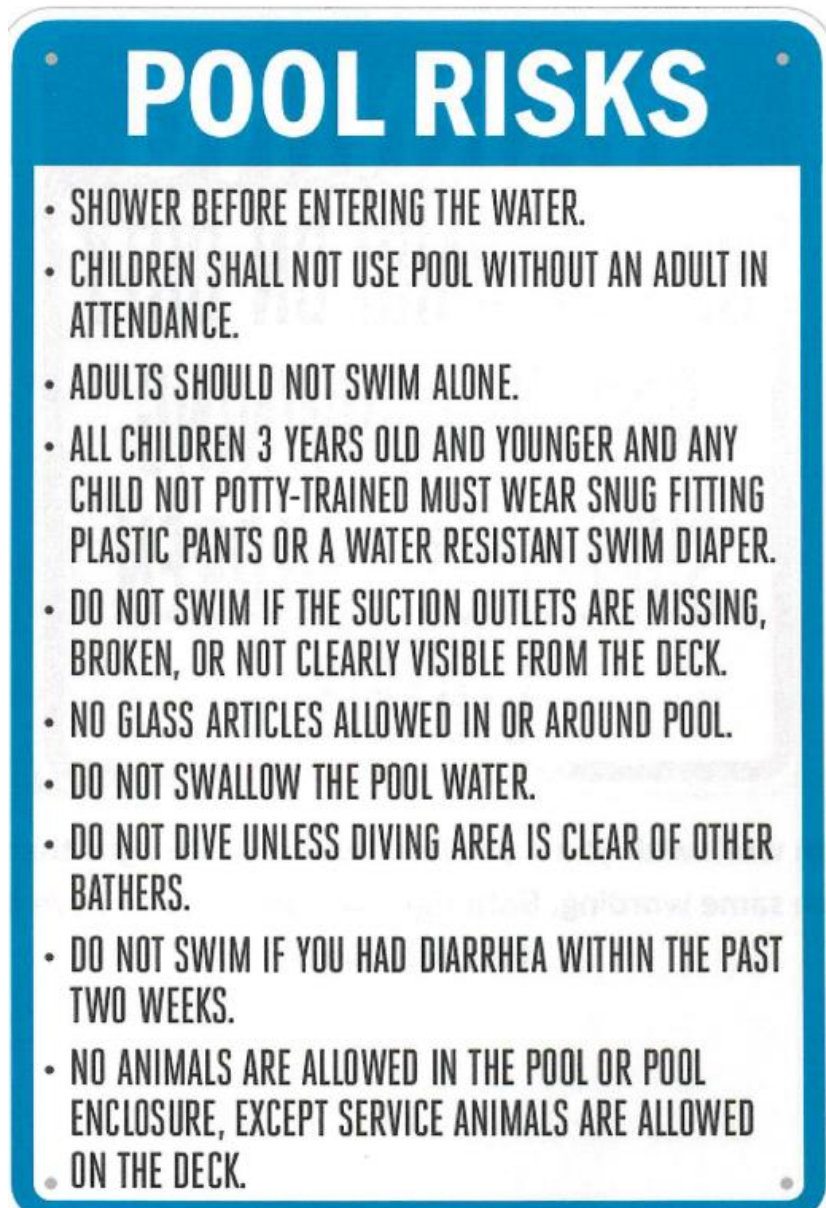 POOL RISKS
• SHOWER BEFORE ENTERING THE WATER.
• CHILDREN SHALL NOT USE POOL WITHOUT AN ADULT IN
ATTENDANCE.
• ADULTS SHOULD NOT SWIM ALONE.
• ALL CHILDREN 3 YEARS OLD AND YOUNGER AND ANY
CHILD NOT POTTY-TRAINED MUST WEAR SNUG FITTING
PLASTIC PANTS OR A WATER RESISTANT SWIM DIAPER.
• DO NOT SWIM IF THE SUCTION OUTLETS ARE MISSING,
BROKEN, OR NOT CLEARLY VISIBLE FROM THE DECK.
• NO GLASS ARTICLES ALLOWED IN OR AROUND POOL.
• DO NOT SWALLOW THE POOL WATER.
• DO NOT DIVE UNLESS DIVING AREA IS CLEAR OF OTHER
BATHERS.
• DO NOT SWIM IF YOU HAD DIARRHEA WITHIN THE PAST
TWO WEEKS.
• NO ANIMALS ARE ALLOWED IN THE POOL OR POOL
ENCLOSURE, EXCEPT SERVICE ANIMALS ARE ALLOWED
ON THE DECK.
same wording.